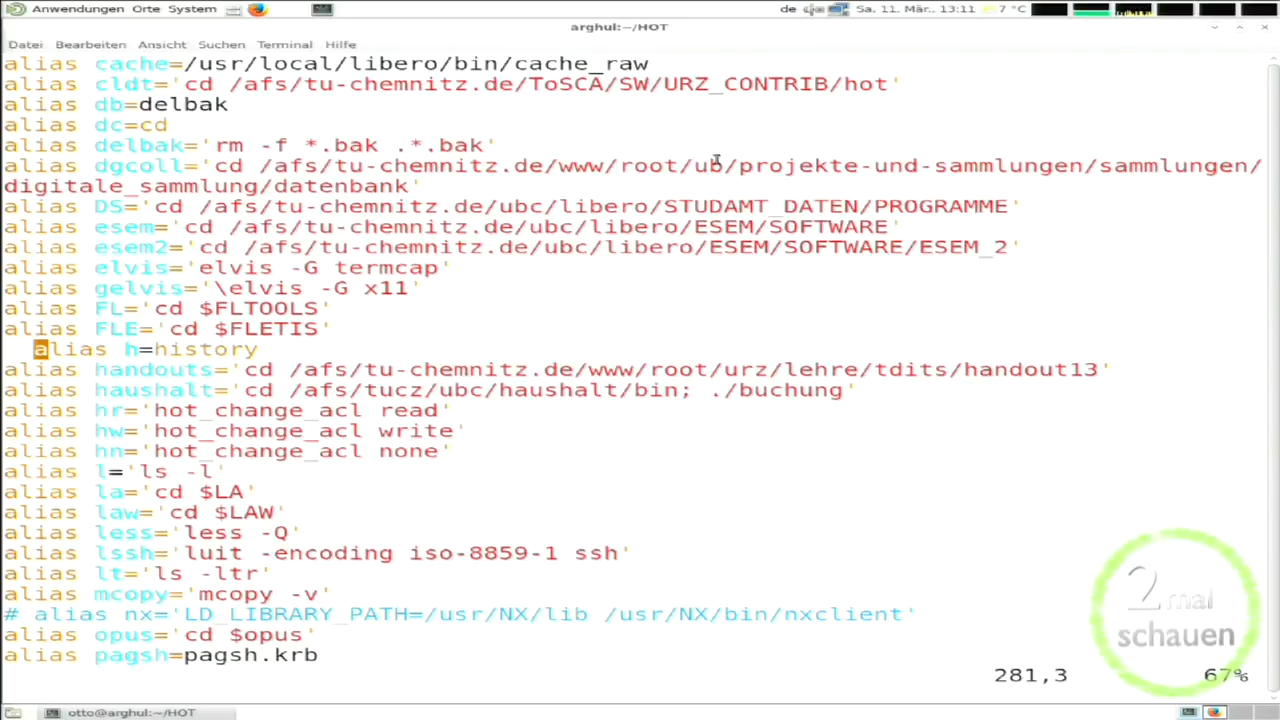 Anwendungen Orte System
de Sa. 11. Mär., 13:11 7 °C
arghul:~/HOT
Datei Bearbeiten Ansicht Suchen Terminal Hilfe
alias cache=/usr/local/libero/bin/cache_raw
alias cldt='cd /afs/tu-chemnitz.de/ToSCA/SW/URZ_CONTRIB/hot'
alias db=delbak
alias dc=cd
alias delbak='rm -f *.bak .*.bak'
alias dgcoll='cd /afs/tu-chemnitz.de/www/root/ub/projekte-und-sammlungen/sammlungen/
digitale_sammlung/datenbank'
alias DS='cd /afs/tu-chemnitz.de/ubc/libero/STUDAMT_DATEN/PROGRAMME'
alias esem='cd /afs/tu-chemnitz.de/ubc/libero/ESEM/SOFTWARE'
alias esem2='cd /afs/tu-chemnitz.de/ubc/libero/ESEM/SOFTWARE/ESEM_2'
alias elvis='elvis -G termcap'
alias gelvis='\elvis -G x11'
alias FL='cd $FLTOOLS'
alias FLE='cd $FLETIS'
  alias h=history
alias handouts='cd /afs/tu-chemnitz.de/www/root/urz/lehre/tdits/handout13'
alias haushalt='cd /afs/tucz/ubc/haushalt/bin; ./buchung'
alias hr='hot_change_acl read'
alias hw='hot_change_acl write'
alias hn='hot_change_acl none'
alias l='ls -l'
alias la='cd $LA'
alias law='cd $LAW'
alias less='less -Q'
alias lssh='luit -encoding iso-8859-1 ssh'
alias lt='ls -ltr'
alias mcopy='mcopy -v'
# alias nx='LD_LIBRARY_PATH=/usr/NX/lib /usr/NX/bin/nxclient'
alias opus='cd $opus'
alias pagsh=pagsh.krb
281,3 67%
2 mal
schauen
otto@arghul:~/HOT